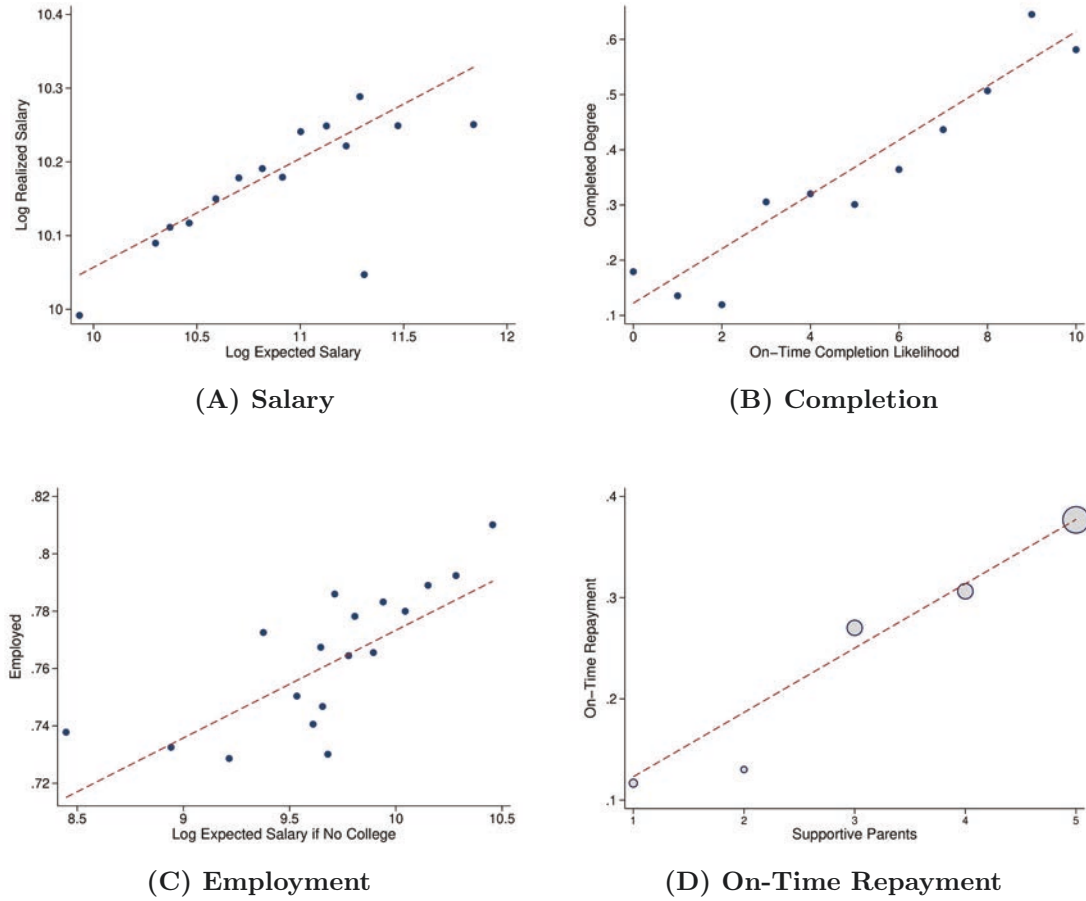 10.4
10.3
10.2
10.1
10
Log Realized Salary
10 10.5 11 11.5 12
Log Expected Salary
(A) Salary
.6
.5
.4
.3
.2
.1
Completed Degree
0 2 4 6 8 10
On-Time Completion Likelihood
(B) Completion
.82
.8
.78
.76
.74
.72
Employed
8.5 9 9.5 10 10.5
Log Expected Salary if No College
(C) Employment
.4
.3
.2
.1
On-Time Repayment
1 2 3 4 5
Supportive Parents
(D) On-Time Repayment